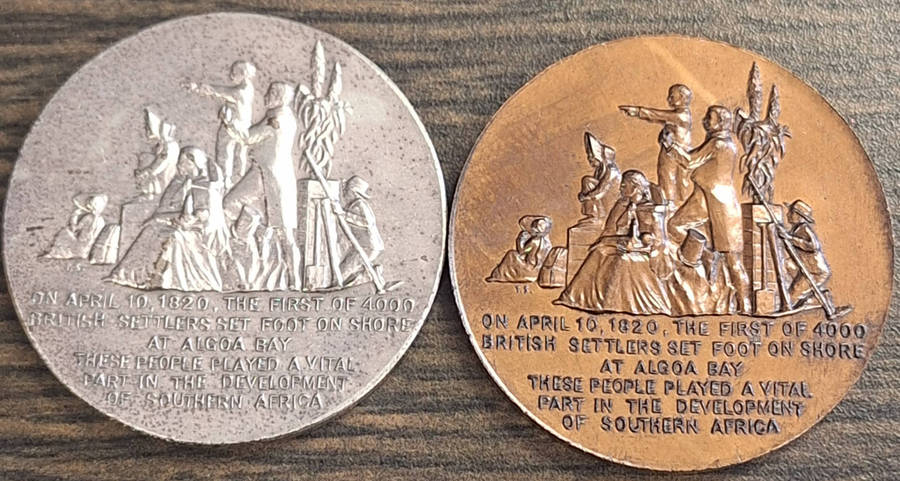 ON APRIL 10, 1820, THE FIRST OF 4000
BRITISH SETTLERS SET FOOT ON SHORE
AT ALGOA BAY
THESE PEOPLE PLAYED A VITAL
PART IN THE DEVELOPMENT
OF SOUTHERN AFRICA
ON APRIL 10, 1820, THE FIRST OF 4000
BRITISH SETTLERS SET FOOT ON SHORE
AT ALGOA BAY
THESE PEOPLE PLAYED A VITAL
PART IN THE DEVELOPMENT
OF SOUTHERN AFRICA